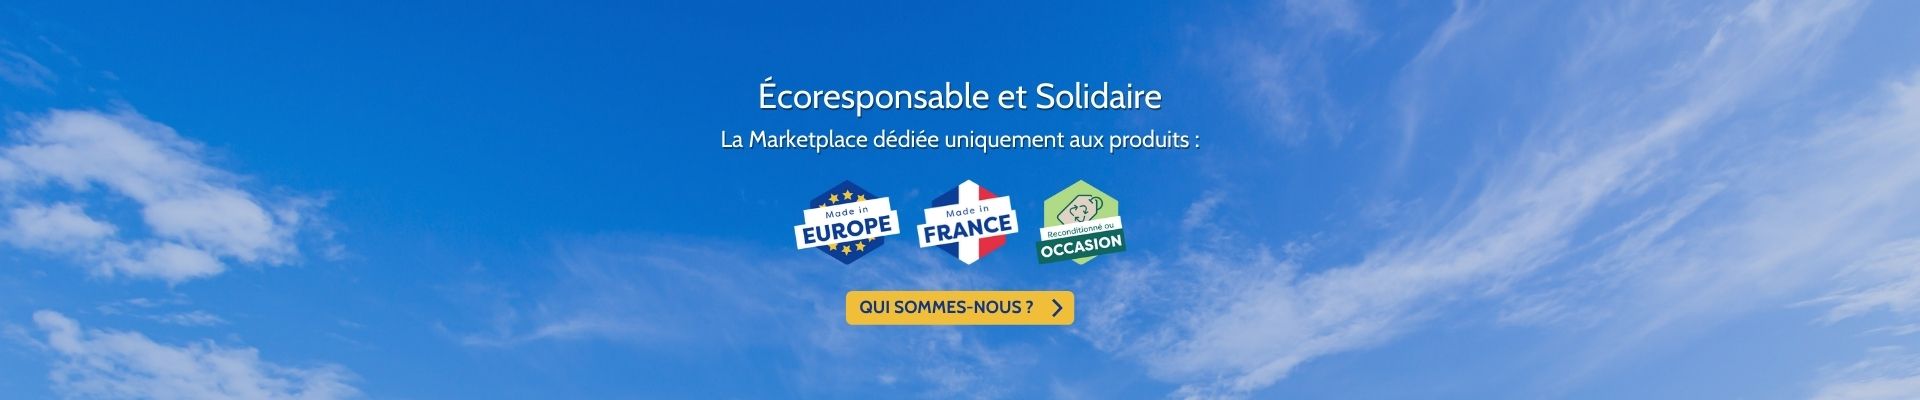 Écoresponsable et Solidaire
La Marketplace dédiée uniquement aux produits :
Made in
EUROPE
Made in
FRANCE
Reconditionné ou
OCCASION
QUI SOMMES-NOUS ?